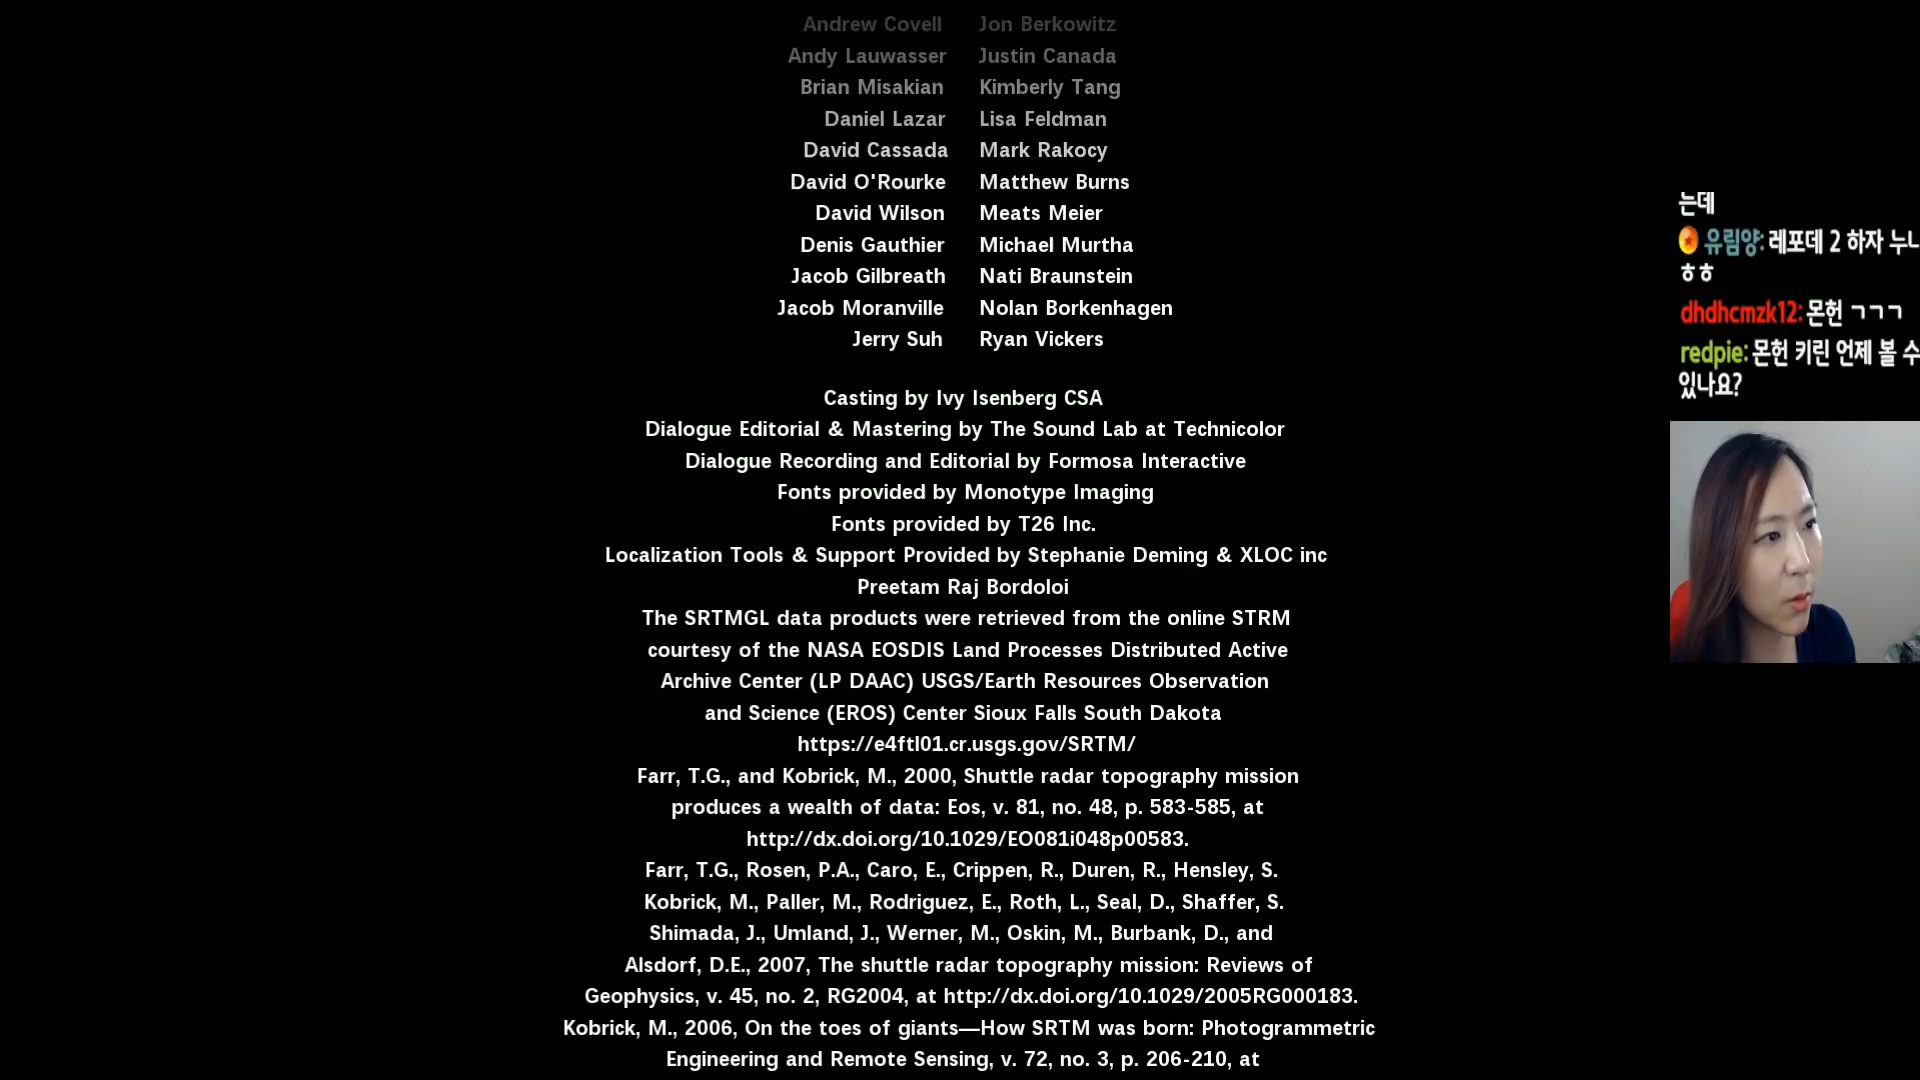 Andrew Covell Jon Berkowitz
Andy Lauwasser Justin Canada
Brian Misakian Kimberly Tang
Daniel Lazar Lisa Feldman
David Cassada Mark Rakocy
David O'Rourke Matthew Burns
David Wilson Meats Meier
Denis Gauthier Michael Murtha
Jacob Gilbreath Nati Braunstein
Jacob Moranville Nolan Borkenhagen
Jerry Suh Ryan Vickers
Casting by Ivy Isenberg CSA
Dialogue Editorial & Mastering by The Sound Lab at Technicolor
Dialogue Recording and Editorial by Formosa Interactive
Fonts provided by Monotype Imaging
Fonts provided by T26 Inc.
Localization Tools & Support Provided by Stephanie Deming & XLOC inc
Preetam Raj Bordoloi
The SRTMGL data products were retrieved from the online STRM
courtesy of the NASA EOSDIS Land Processes Distributed Active
Archive Center (LP DAAC) USGS/Earth Resources Observation
and Science (EROS) Center Sioux Falls South Dakota
https://e4ftl01.cr.usgs.gov/SRTM/
Farr, T.G., and Kobrick, M., 2000, Shuttle radar topography mission
produces a wealth of data: Eos, v. 81, no. 48, p. 583-585, at
http://dx.doi.org/10.1029/EO081i048p00583.
Farr, T.G., Rosen, P.A., Caro, E., Crippen, R., Duren, R., Hensley, S.
Kobrick, M., Paller, M., Rodriguez, E., Roth, L., Seal, D., Shaffer, S.
Shimada, J., Umland, J., Werner, M., Oskin, M., Burbank, D., and
Alsdorf, D.E., 2007, The shuttle radar topography mission: Reviews of
Geophysics, v. 45, no. 2, RG2004, at http://dx.doi.org/10.1029/2005RG000183.
Kobrick, M., 2006, On the toes of giants—How SRTM was born: Photogrammetric
Engineering and Remote Sensing, v. 72, no. 3, p. 206-210, at
는데
유림양: 레포데 2 하자 누나
ㅎㅎ
dhdhcmzk12: 몬헌 ㄱㄱㄱ
redpie: 몬헌 키린 언제 볼 수
있나요?